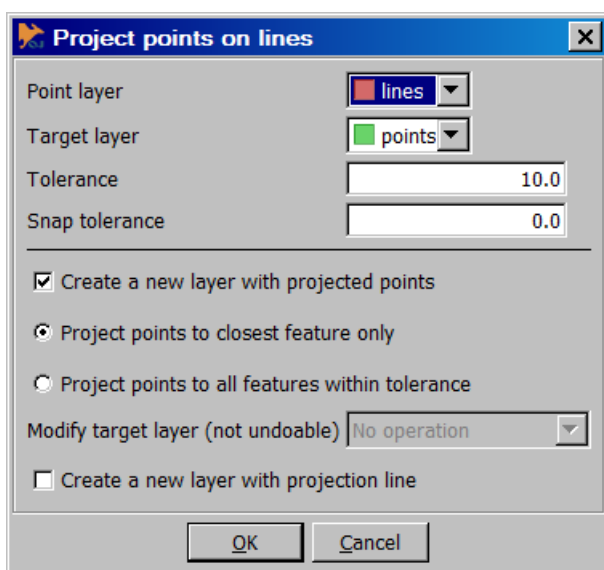 Project points on lines
Point layer lines
Target layer points
Tolerance 10.0
Snap tolerance 0.0
Create a new layer with projected points
Project points to closest feature only
Project points to all features within tolerance
Modify target layer (not undoable) No operation
Create a new layer with projection line
OK Cancel